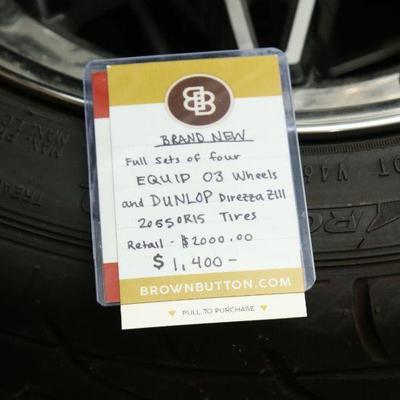 BRAND NEW
Full sets of four
EQUIP 03 Wheels
and DUNLOP Direzza Z111
20550R15 Tires
Retail - $2000.00
$1,400-
BROWNBUTTON.COM
PULL TO PURCHASE